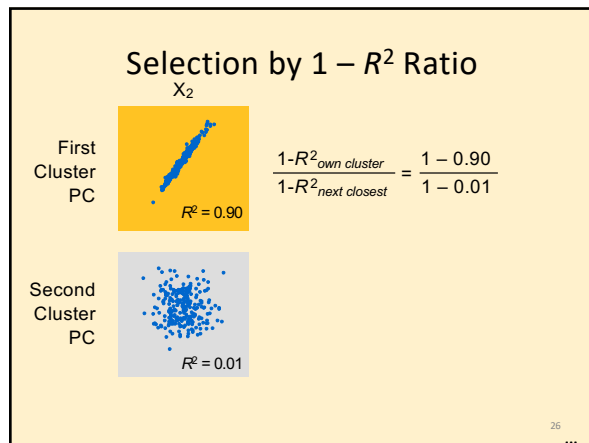 Selection by 1 – R² Ratio
X₂
First
Cluster
PC
R² = 0.90
1-R²own cluster
1-R²next closest
=
1 – 0.90
1 – 0.01
Second
Cluster
PC
R² = 0.01
26
...